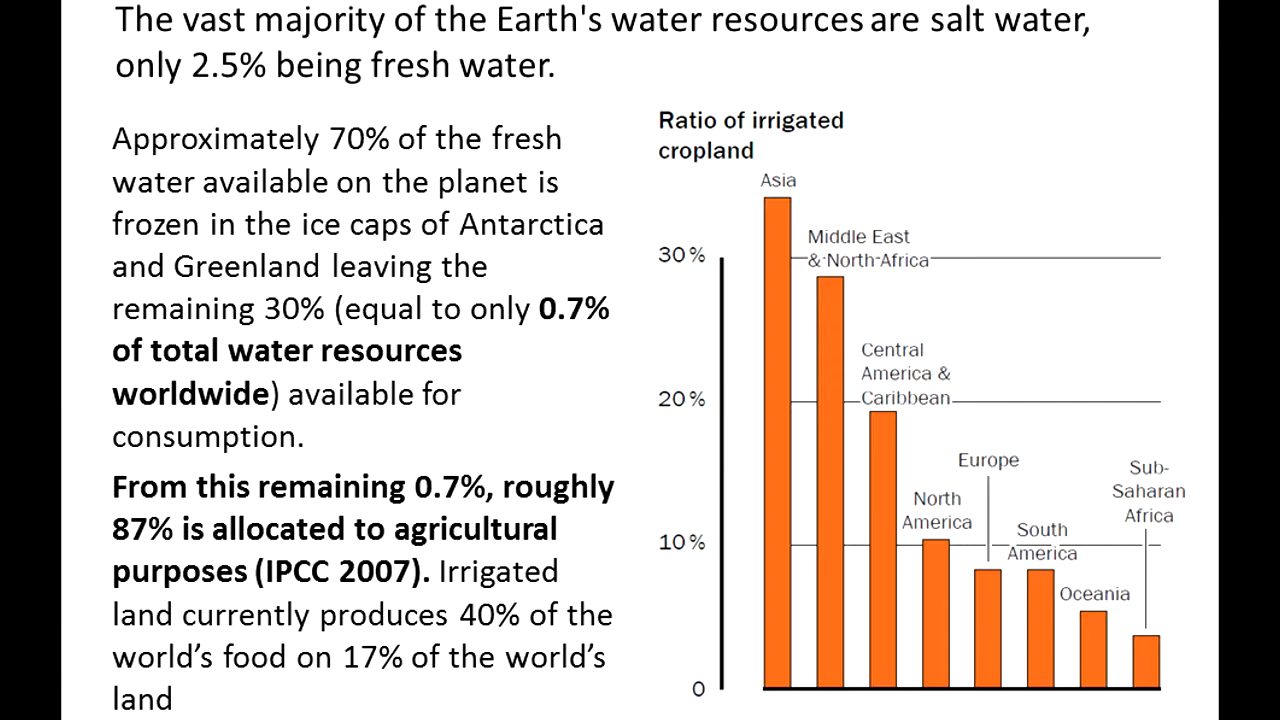 The vast majority of the Earth's water resources are salt water,
only 2.5% being fresh water.
Approximately 70% of the fresh
water available on the planet is
frozen in the ice caps of Antarctica
and Greenland leaving the
remaining 30% (equal to only 0.7%
of total water resources
worldwide) available for
consumption.
From this remaining 0.7%, roughly
87% is allocated to agricultural
purposes (IPCC 2007). Irrigated
land currently produces 40% of the
world’s food on 17% of the world’s
land
Ratio of irrigated
cropland
Asia
Middle East
& North Africa
30 %
Central
America &
Caribbean
20 %
Europe
Sub-
Saharan
Africa
North
America
South
America
10 %
Oceania
0